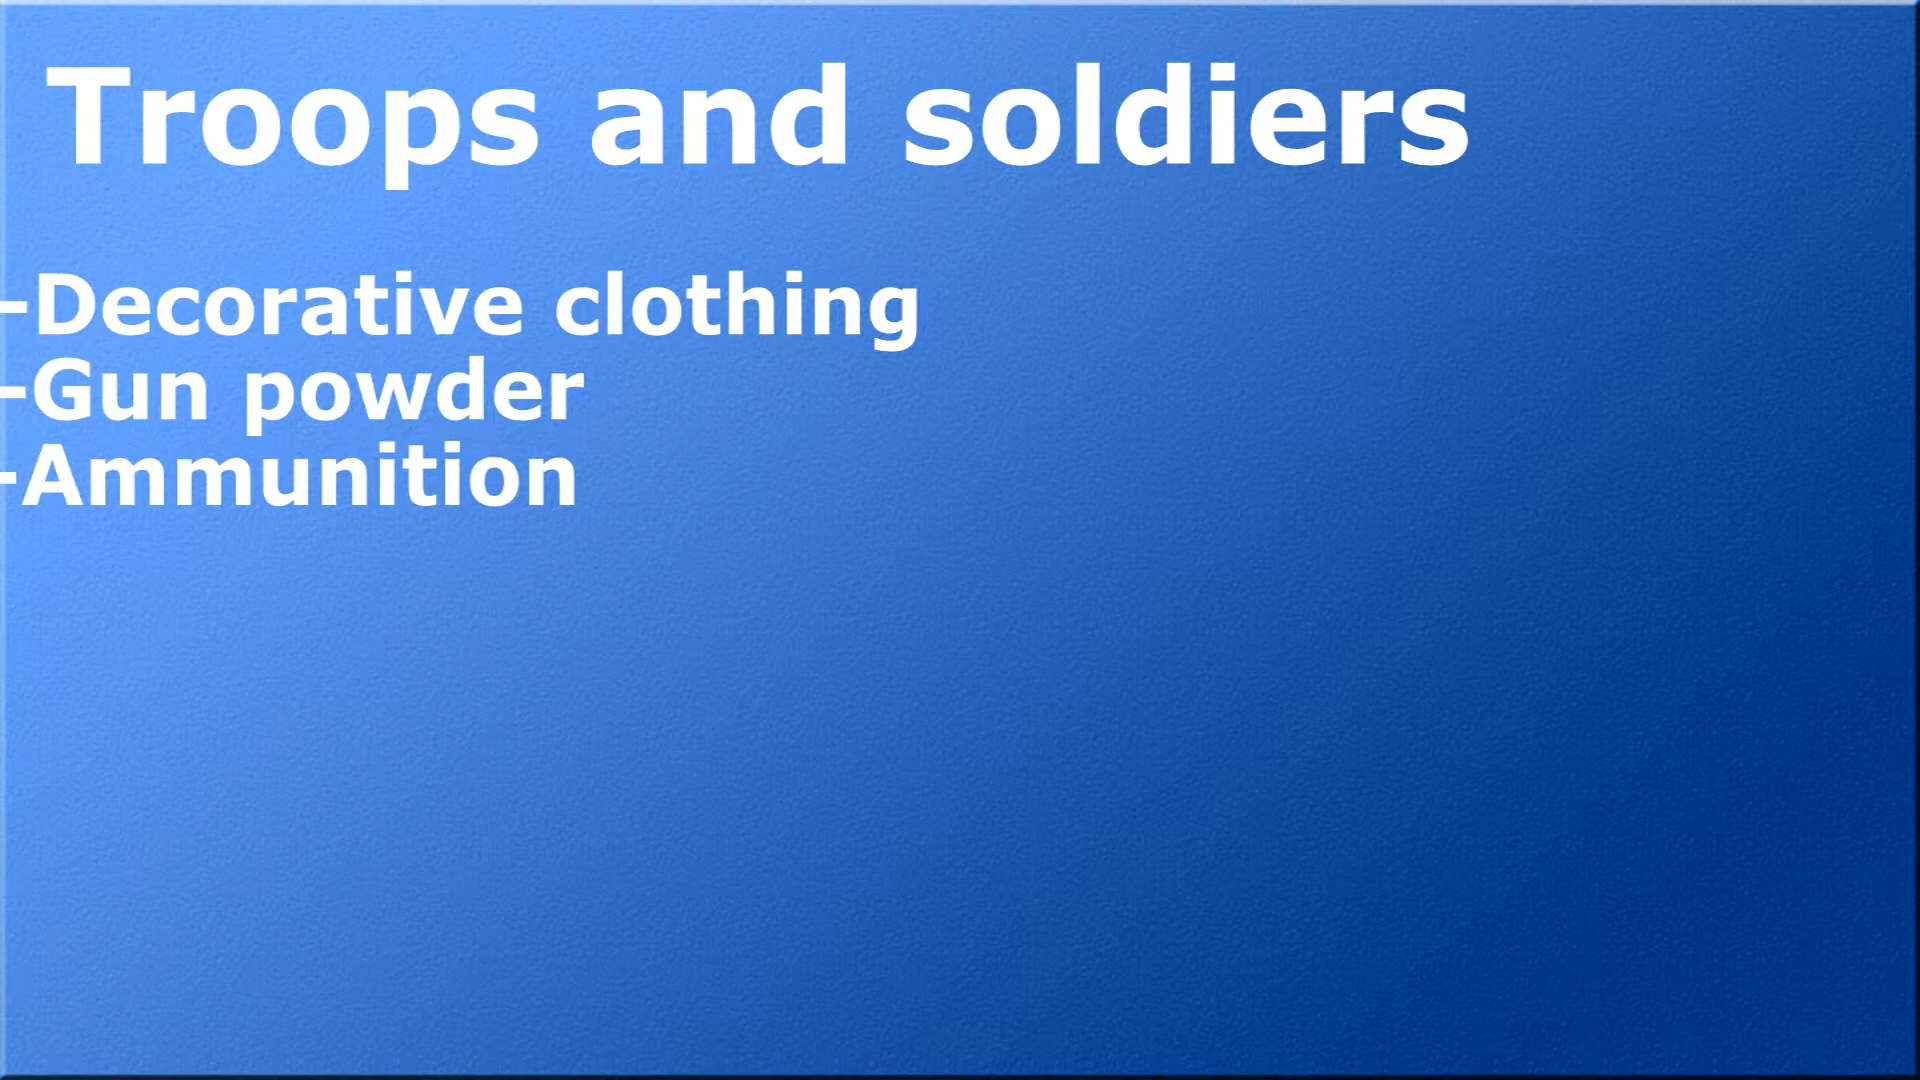 Troops and soldiers
-Decorative clothing
-Gun powder
-Ammunition